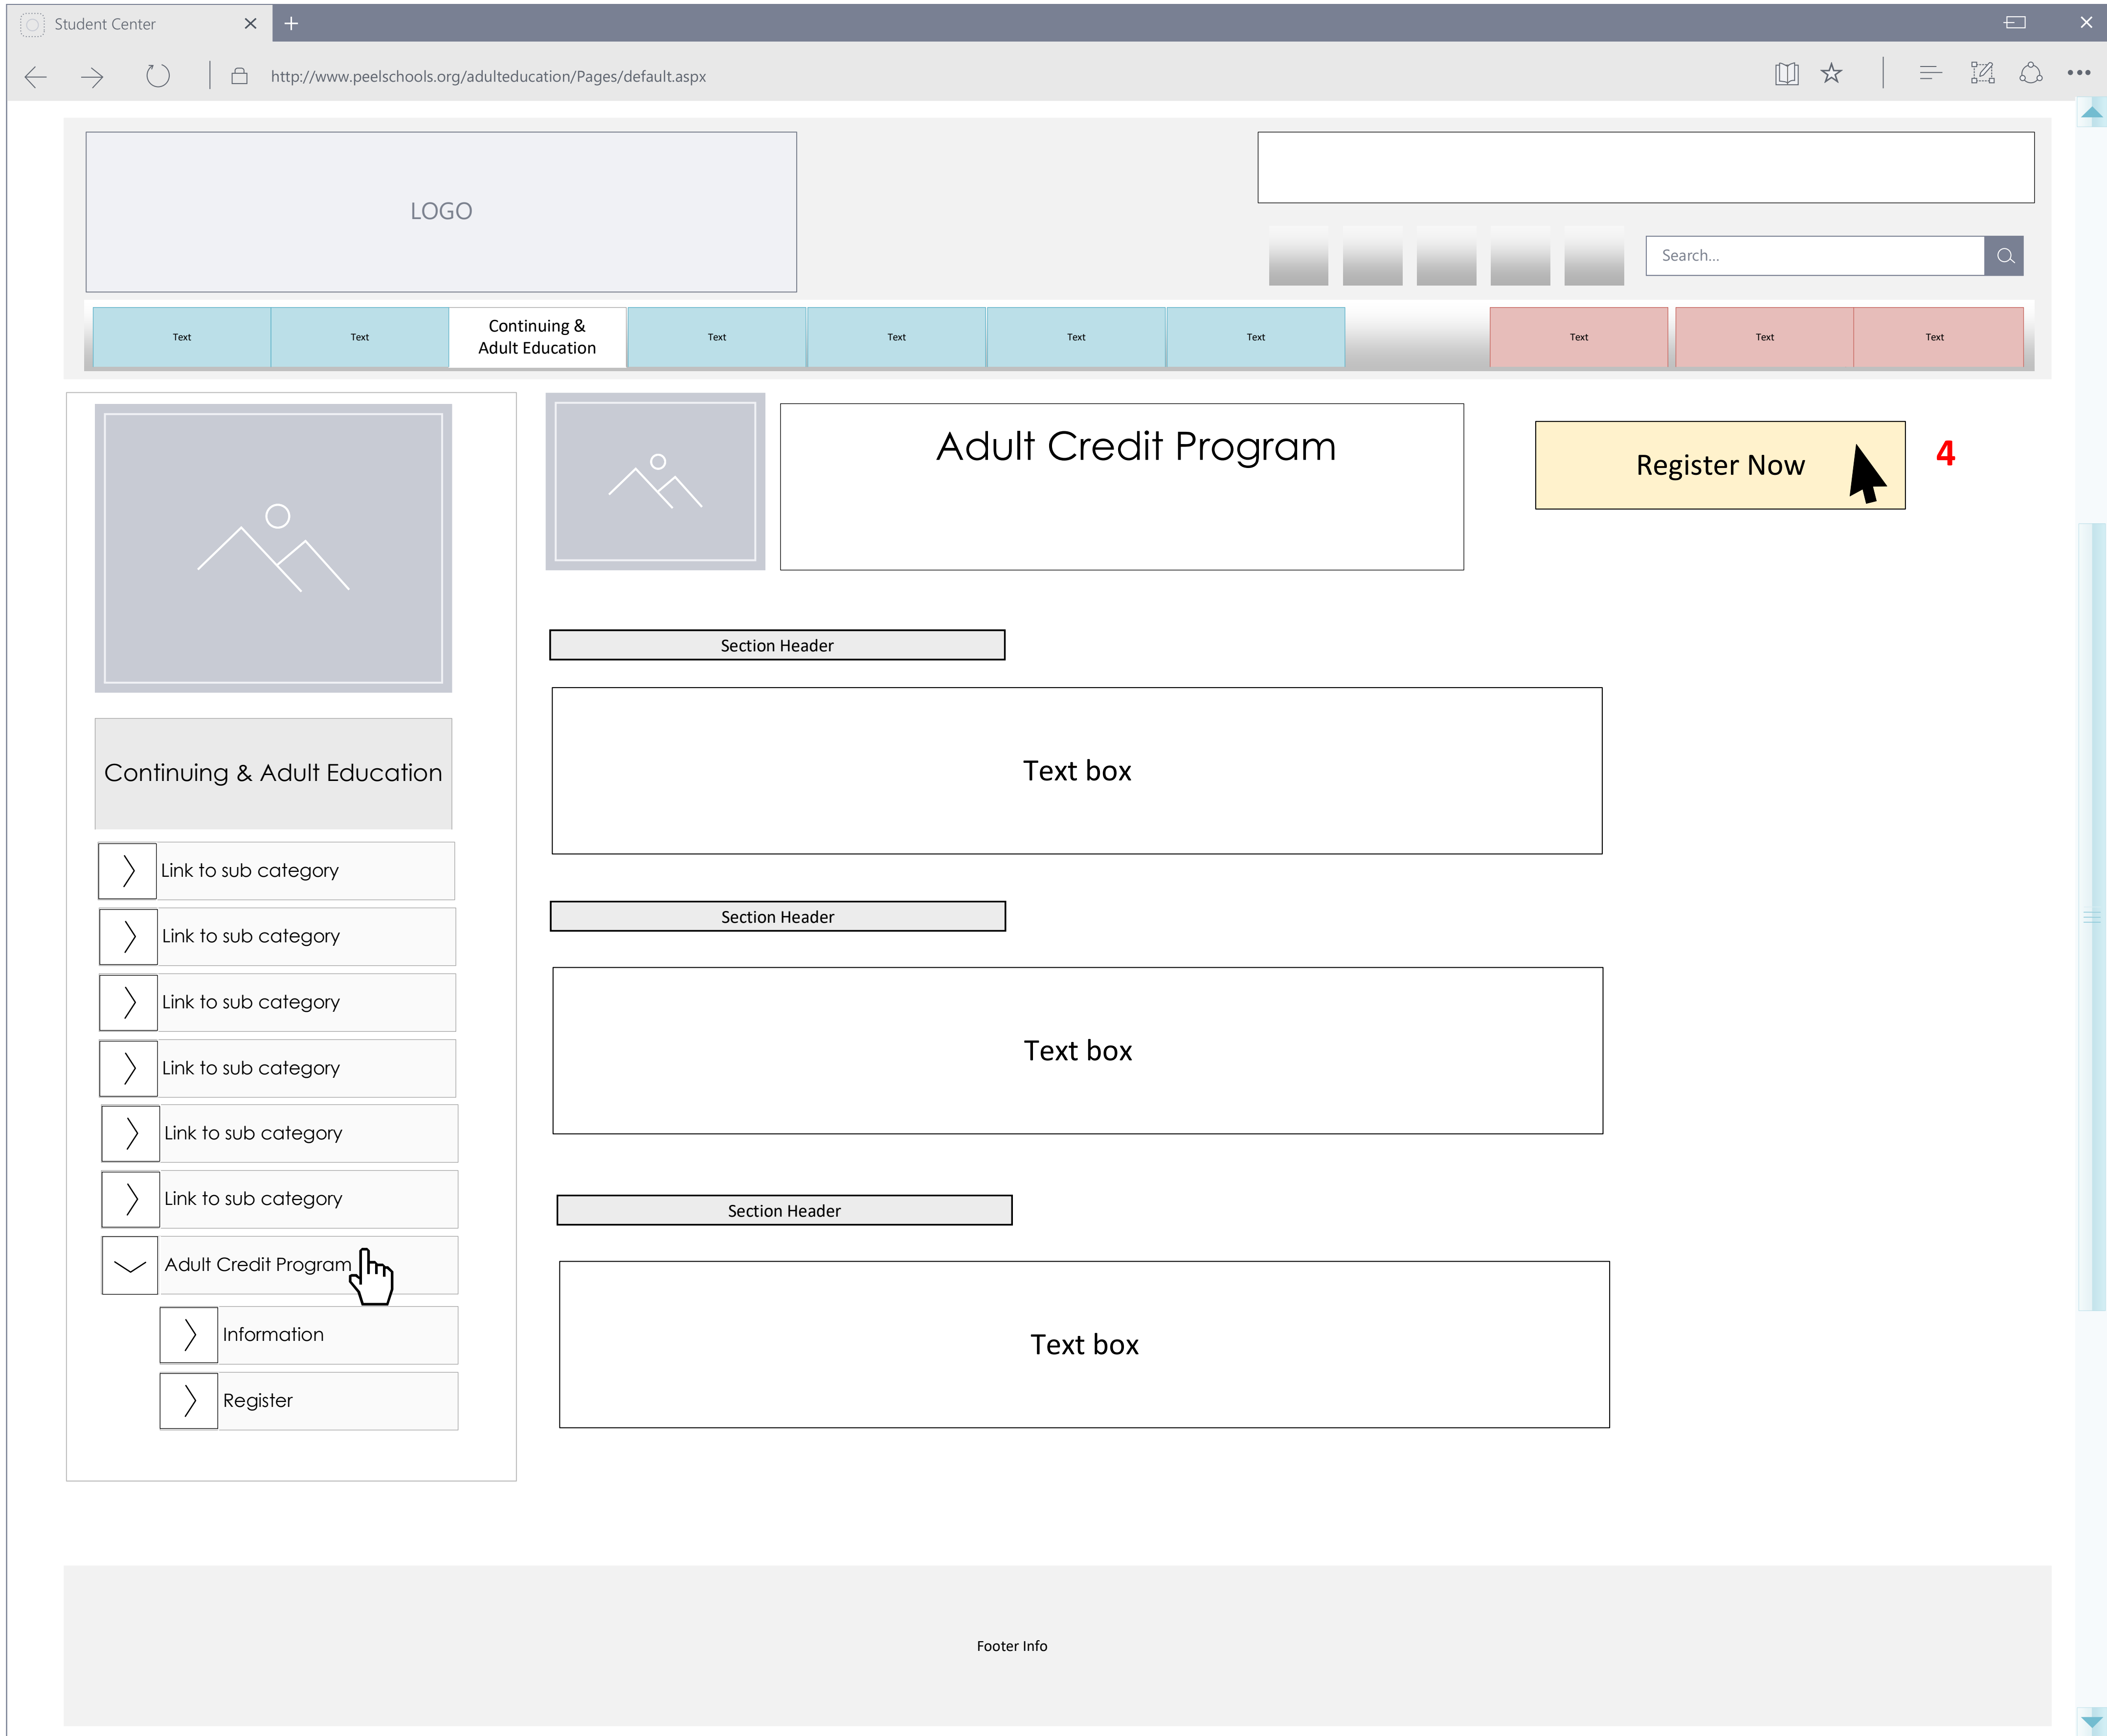 Student Center
http://www.peelschools.org/adulteducation/Pages/default.aspx
LOGO
Search...
Text
Text
Continuing &
Adult Education
Text
Text
Text
Text
Text
Text
Text
Adult Credit Program
Register Now
4
Continuing & Adult Education
Link to sub category
Link to sub category
Link to sub category
Link to sub category
Link to sub category
Link to sub category
Adult Credit Program
Information
Register
Section Header
Text box
Section Header
Text box
Section Header
Text box
Footer Info